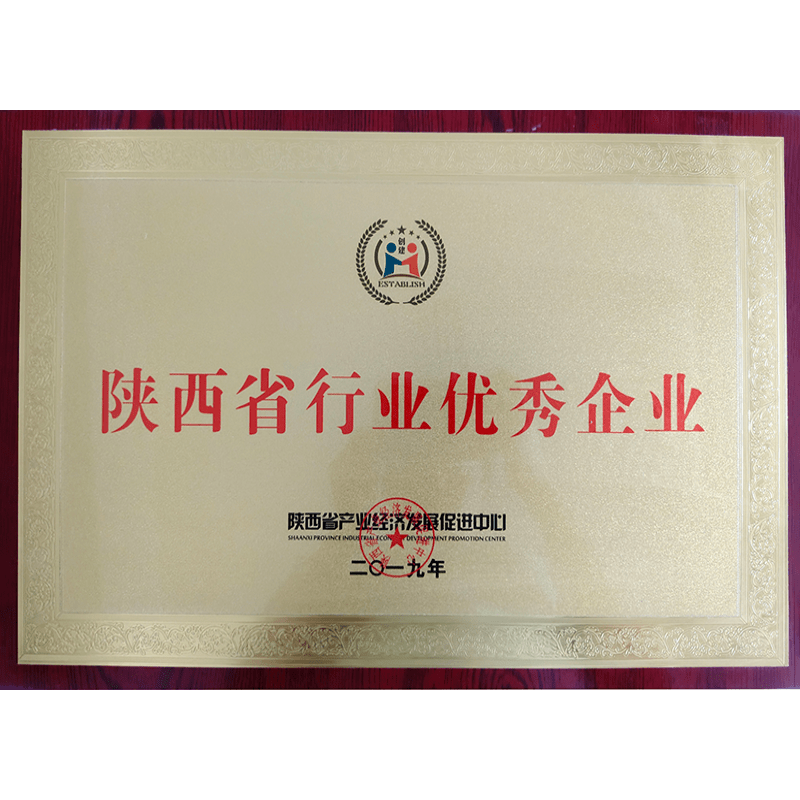 创建
ESTABLISH
陕西省行业优秀企业
陕西省产业经济发展促进中心
SHAANXI PROVINCE INDUSTRIAL ECONOMIC DEVELOPMENT PROMOTION CENTER
二〇一九年